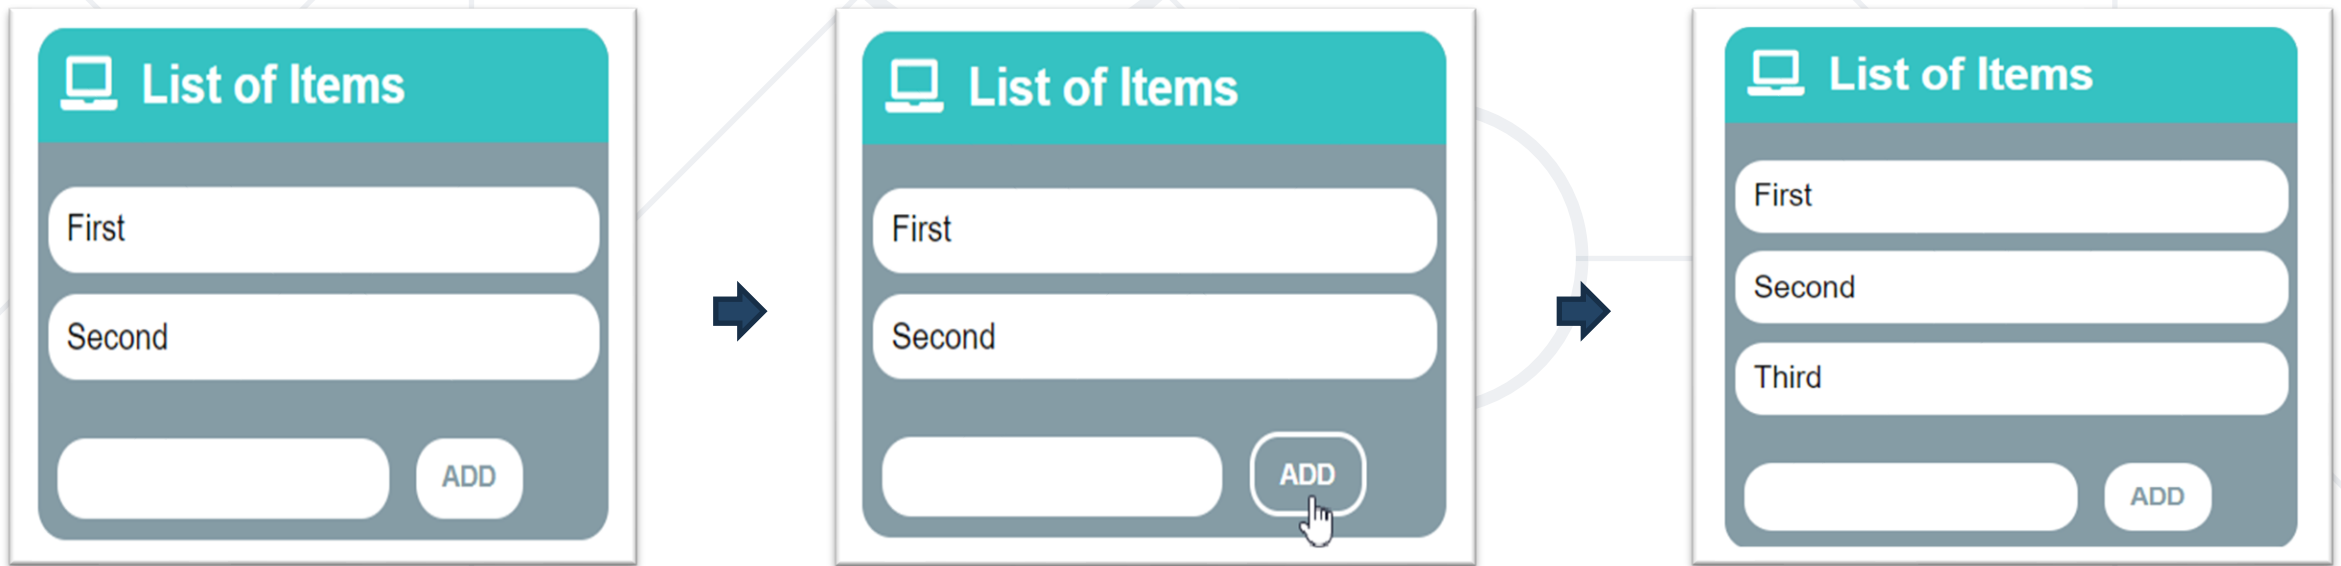 List of Items
First
Second
ADD
List of Items
First
Second
ADD
List of Items
First
Second
Third
ADD